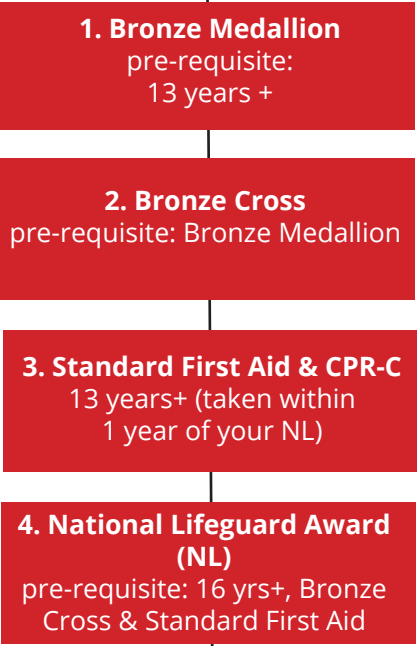 1. Bronze Medallion
pre-requisite:
13 years +
2. Bronze Cross
pre-requisite: Bronze Medallion
3. Standard First Aid & CPR-C
13 years+ (taken within
1 year of your NL)
4. National Lifeguard Award
(NL)
pre-requisite: 16 yrs+, Bronze
Cross & Standard First Aid